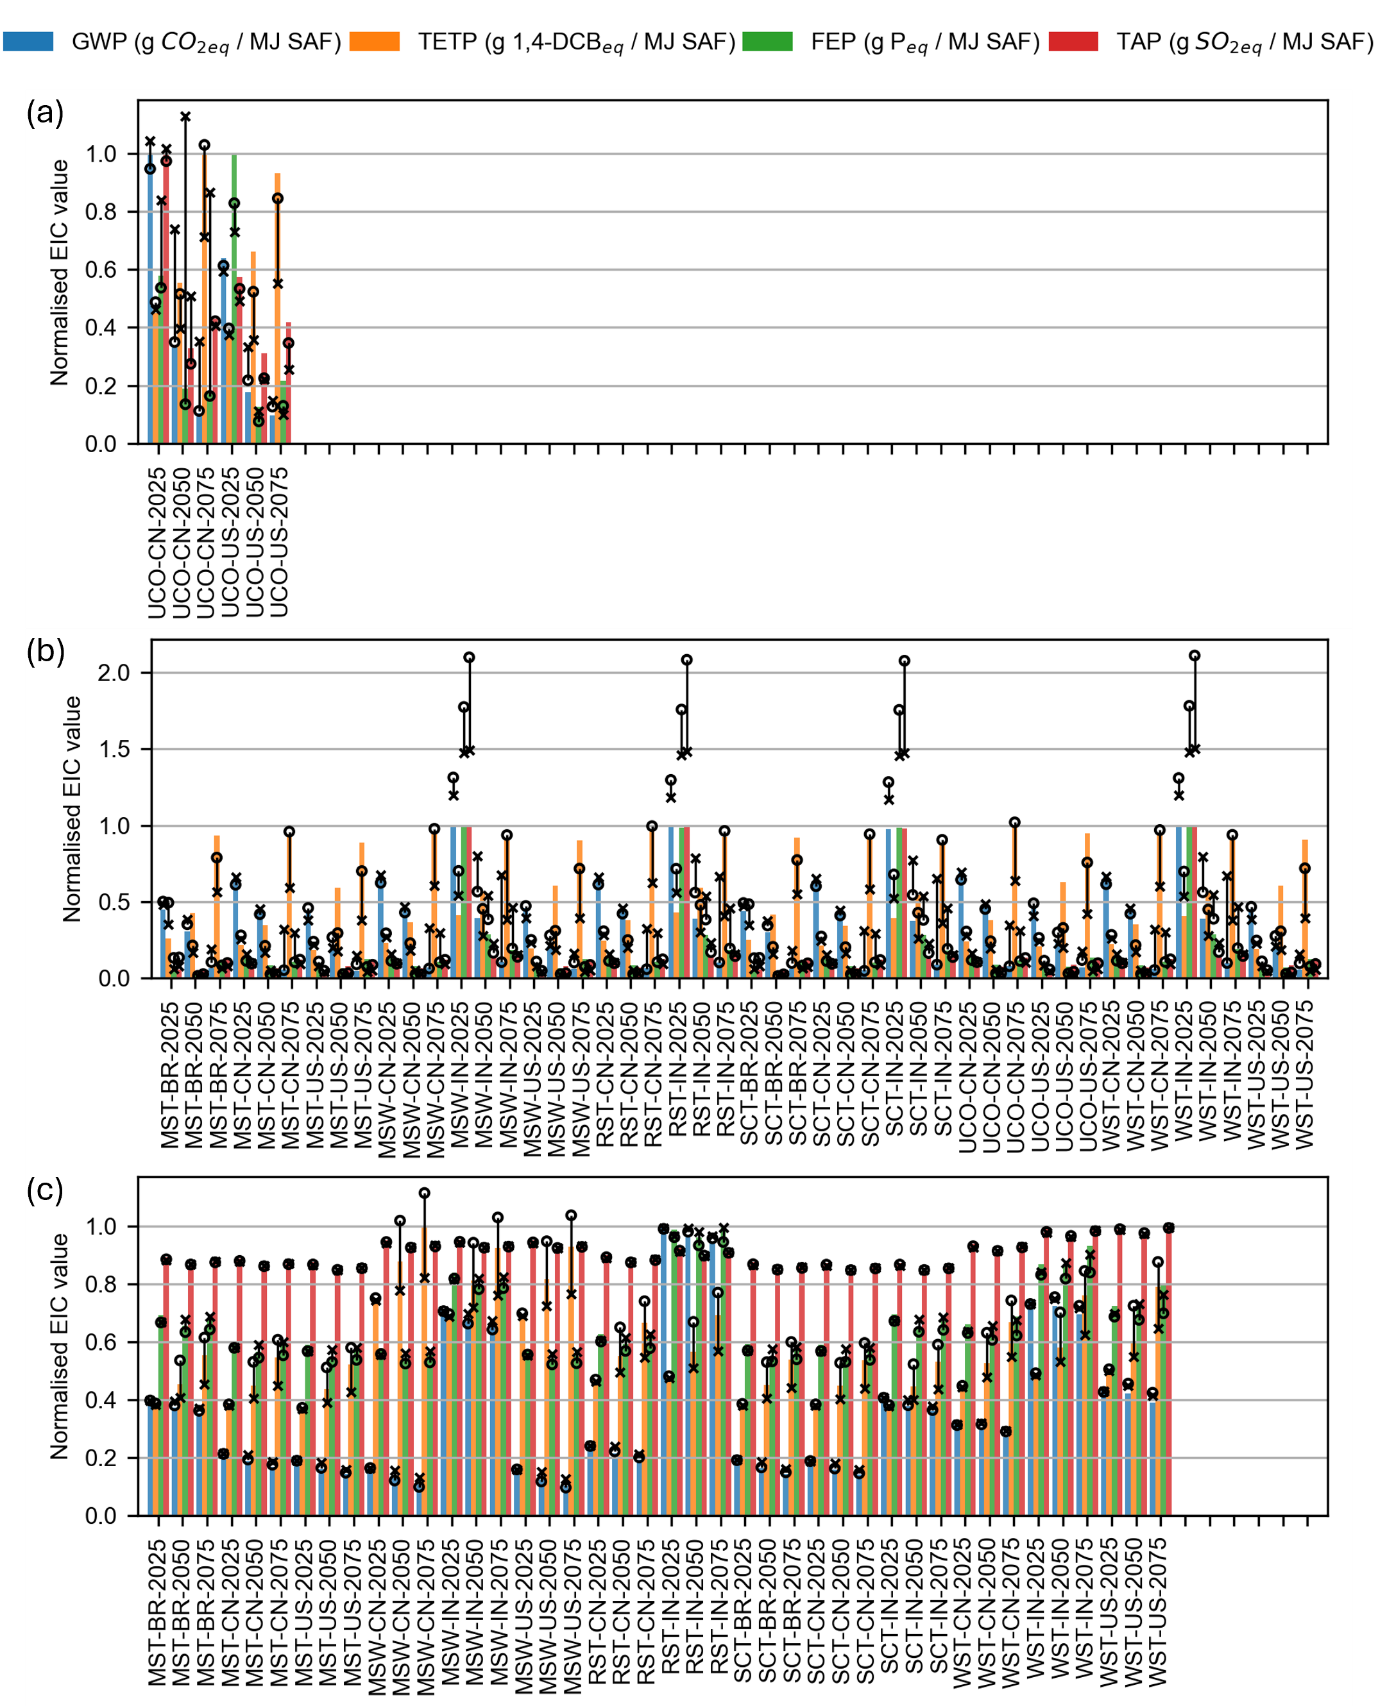 GWP (g CO2eq / MJ SAF) TETP (g 1,4-DCBeq / MJ SAF) FEP (g Peq / MJ SAF) TAP (g SO2eq / MJ SAF)
(a)
Normalised EIC value
1.0
0.8
0.6
0.4
0.2
0.0
UCO-CN-2025
UCO-CN-2050
UCO-CN-2075
UCO-US-2025
UCO-US-2050
UCO-US-2075
(b)
Normalised EIC value
2.0
1.5
1.0
0.5
0.0
MST-BR-2025
MST-BR-2050
MST-BR-2075
MST-CN-2025
MST-CN-2050
MST-CN-2075
MST-US-2025
MST-US-2050
MST-US-2075
MSW-CN-2025
MSW-CN-2050
MSW-CN-2075
MSW-IN-2025
MSW-IN-2050
MSW-IN-2075
MSW-US-2025
MSW-US-2050
MSW-US-2075
RST-CN-2025
RST-CN-2050
RST-CN-2075
RST-IN-2025
RST-IN-2050
RST-IN-2075
SCT-BR-2025
SCT-BR-2050
SCT-BR-2075
SCT-CN-2025
SCT-CN-2050
SCT-CN-2075
SCT-IN-2025
SCT-IN-2050
SCT-IN-2075
UCO-CN-2025
UCO-CN-2050
UCO-CN-2075
UCO-US-2025
UCO-US-2050
UCO-US-2075
WST-CN-2025
WST-CN-2050
WST-CN-2075
WST-IN-2025
WST-IN-2050
WST-IN-2075
WST-US-2025
WST-US-2050
WST-US-2075
(c)
Normalised EIC value
1.0
0.8
0.6
0.4
0.2
0.0
MST-BR-2025
MST-BR-2050
MST-BR-2075
MST-CN-2025
MST-CN-2050
MST-CN-2075
MST-US-2025
MST-US-2050
MST-US-2075
MSW-CN-2025
MSW-CN-2050
MSW-CN-2075
MSW-IN-2025
MSW-IN-2050
MSW-IN-2075
MSW-US-2025
MSW-US-2050
MSW-US-2075
RST-CN-2025
RST-CN-2050
RST-CN-2075
RST-IN-2025
RST-IN-2050
RST-IN-2075
SCT-BR-2025
SCT-BR-2050
SCT-BR-2075
SCT-CN-2025
SCT-CN-2050
SCT-CN-2075
SCT-IN-2025
SCT-IN-2050
SCT-IN-2075
WST-CN-2025
WST-CN-2050
WST-CN-2075
WST-IN-2025
WST-IN-2050
WST-IN-2075
WST-US-2025
WST-US-2050
WST-US-2075